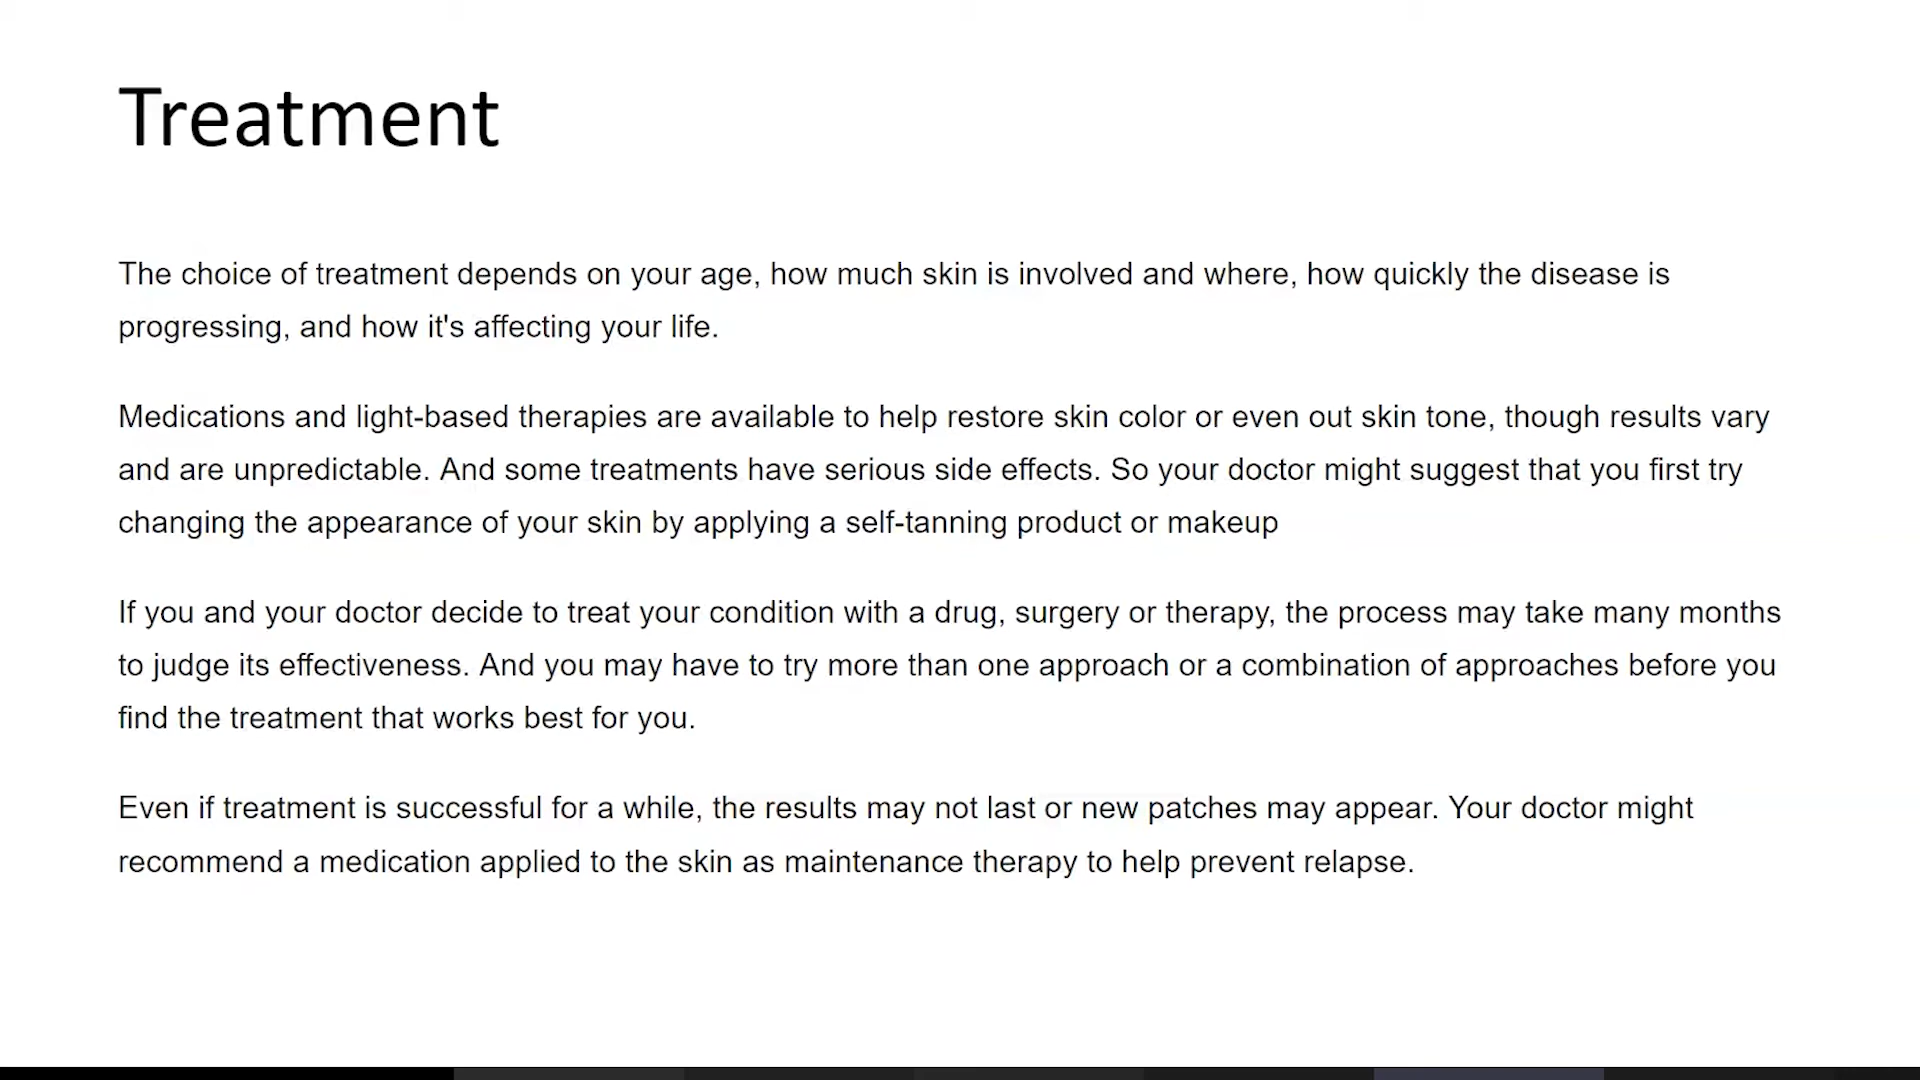 Treatment
The choice of treatment depends on your age, how much skin is involved and where, how quickly the disease is
progressing, and how it's affecting your life.
Medications and light-based therapies are available to help restore skin color or even out skin tone, though results vary
and are unpredictable. And some treatments have serious side effects. So your doctor might suggest that you first try
changing the appearance of your skin by applying a self-tanning product or makeup
If you and your doctor decide to treat your condition with a drug, surgery or therapy, the process may take many months
to judge its effectiveness. And you may have to try more than one approach or a combination of approaches before you
find the treatment that works best for you.
Even if treatment is successful for a while, the results may not last or new patches may appear. Your doctor might
recommend a medication applied to the skin as maintenance therapy to help prevent relapse.